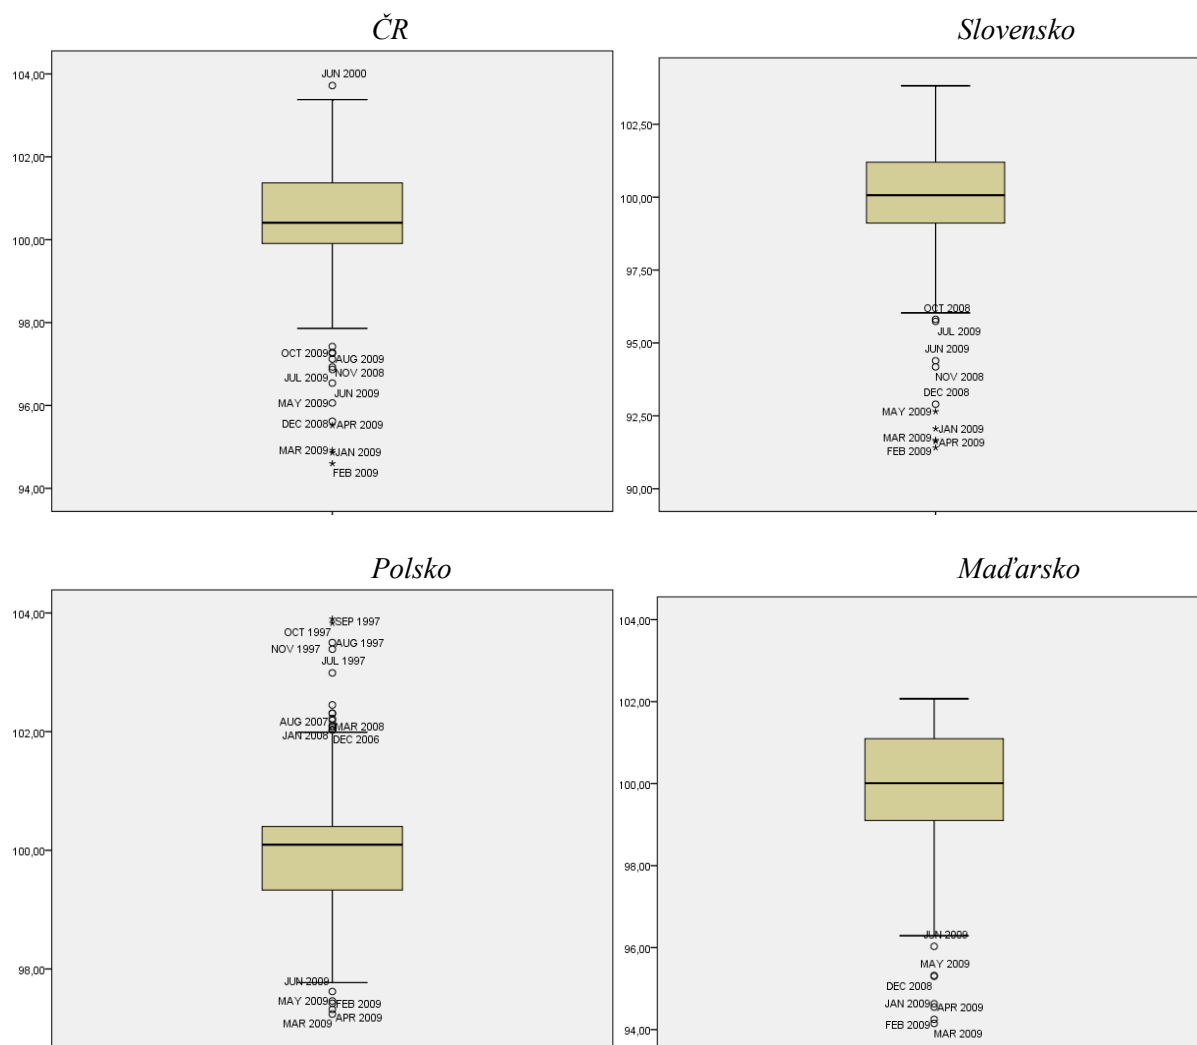 ČR
JUN 2000
104,00
102,00
100,00
98,00
96,00
94,00
OCT 2009
AUG 2009
NOV 2008
JUL 2009
JUN 2009
MAY 2009
DEC 2008
APR 2009
MAR 2009
JAN 2009
FEB 2009
Slovensko
102,50
100,00
97,50
95,00
92,50
90,00
OCT 2008
JUL 2009
JUN 2009
NOV 2008
DEC 2008
MAY 2009
JAN 2009
MAR 2009
APR 2009
FEB 2009
Polsko
104,00
102,00
100,00
98,00
SEP 1997
OCT 1997
AUG 1997
NOV 1997
JUL 1997
AUG 2007
MAR 2008
JAN 2008
DEC 2006
JUN 2009
MAY 2009
FEB 2009
APR 2009
MAR 2009
Maďarsko
104,00
102,00
100,00
98,00
96,00
94,00
JUN 2009
MAY 2009
DEC 2008
JAN 2009
APR 2009
FEB 2009
MAR 2009